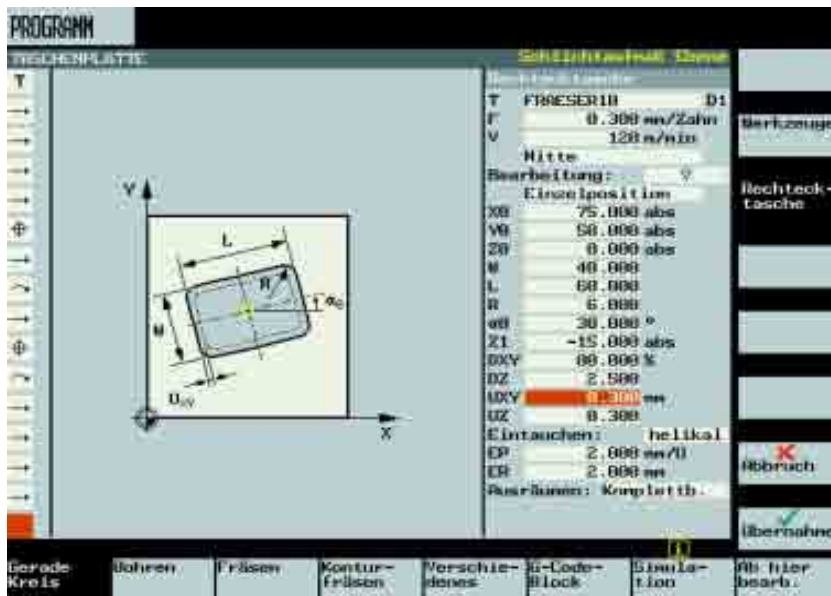 PROGRAMM
TASCHENPLATTE
Schlichtaufmaß Ebene
Rechtecktasche
T FRAESER10 D1
F 0.300 mm/Zahn
V 120 m/min
Mitte
Bearbeitung: ▽
Einzelposition
X0 75.000 abs
Y0 50.000 abs
Z0 0.000 abs
W 40.000
L 60.000
R 6.000
α0 30.000 °
Z1 -15.000 abs
DXY 80.000 %
DZ 2.500
UXY 0.300 mm
UZ 0.300
Eintauchen: helikal
EP 2.000 mm/U
ER 2.000 mm
Ausräumen: Komplettb.
T
Y
L
R
α0
W
UXY
X
Werkzeuge
Rechteck-
tasche
Abbruch
Übernahme
i
Gerade
Kreis
Bohren
Fräsen
Kontur-
fräsen
Verschie-
denes
G-Code-
Block
Simula-
tion
Ab hier
bearb.